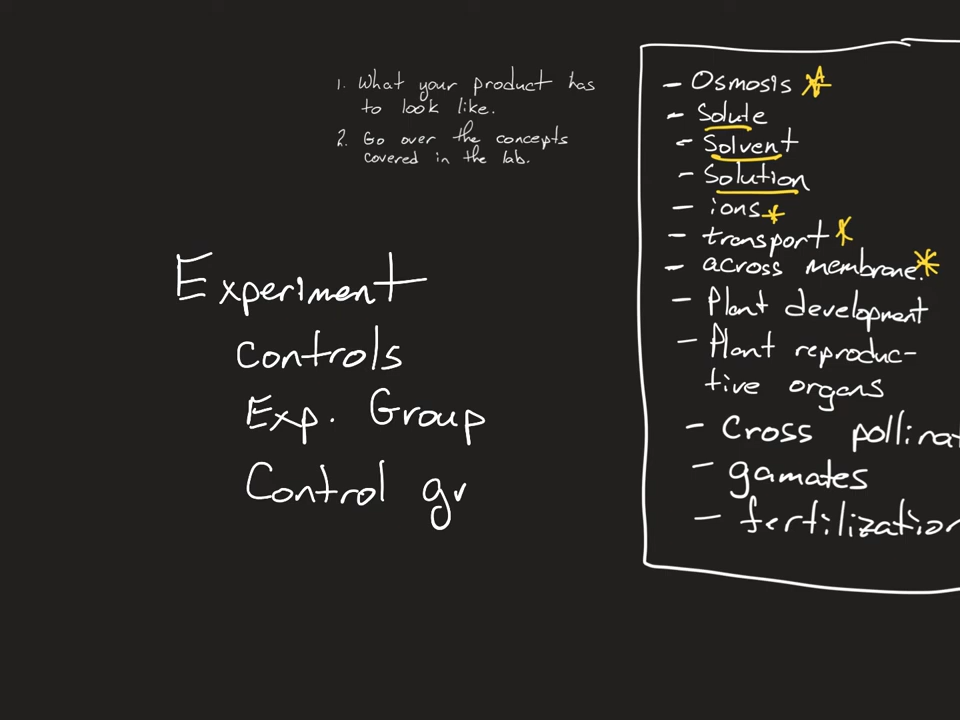 1. What your product has
to look like.
2. Go over the concepts
covered in the lab.
Experiment
Controls
Exp. Group
Control gr
- Osmosis
- Solute
- Solvent
- Solution
- ions
- transport
- across membrane.
- Plant development
- Plant reproduc-
tive organs
- Cross pollinat
- gamates
- fertilization